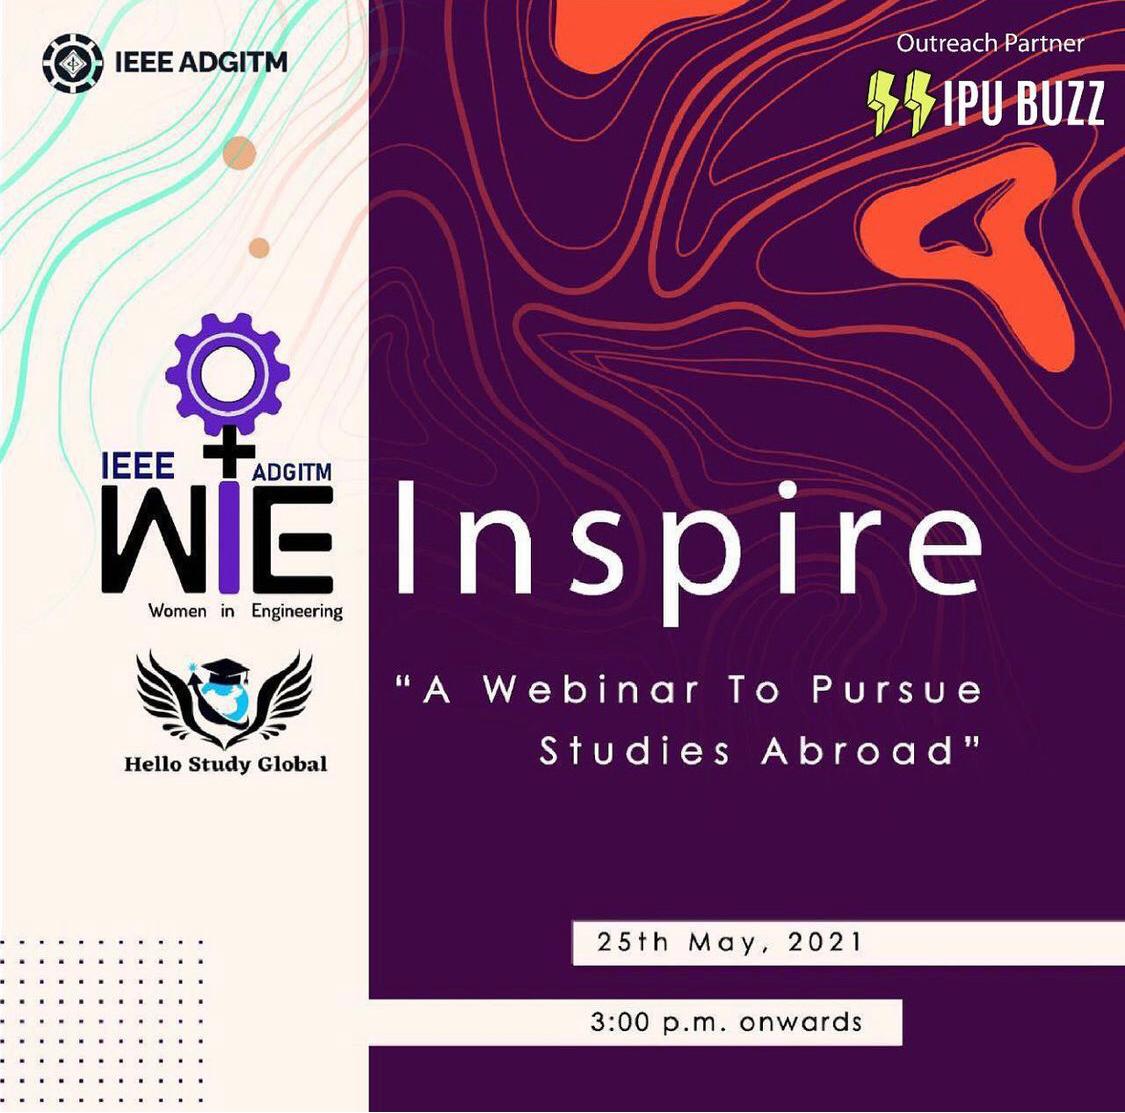 IEEE ADGITM
Outreach Partner
IPU BUZZ
IEEE ADGITM
WIE
Women in Engineering
Hello Study Global
Inspire
“A Webinar To Pursue
Studies Abroad”
25th May, 2021
3:00 p.m. onwards